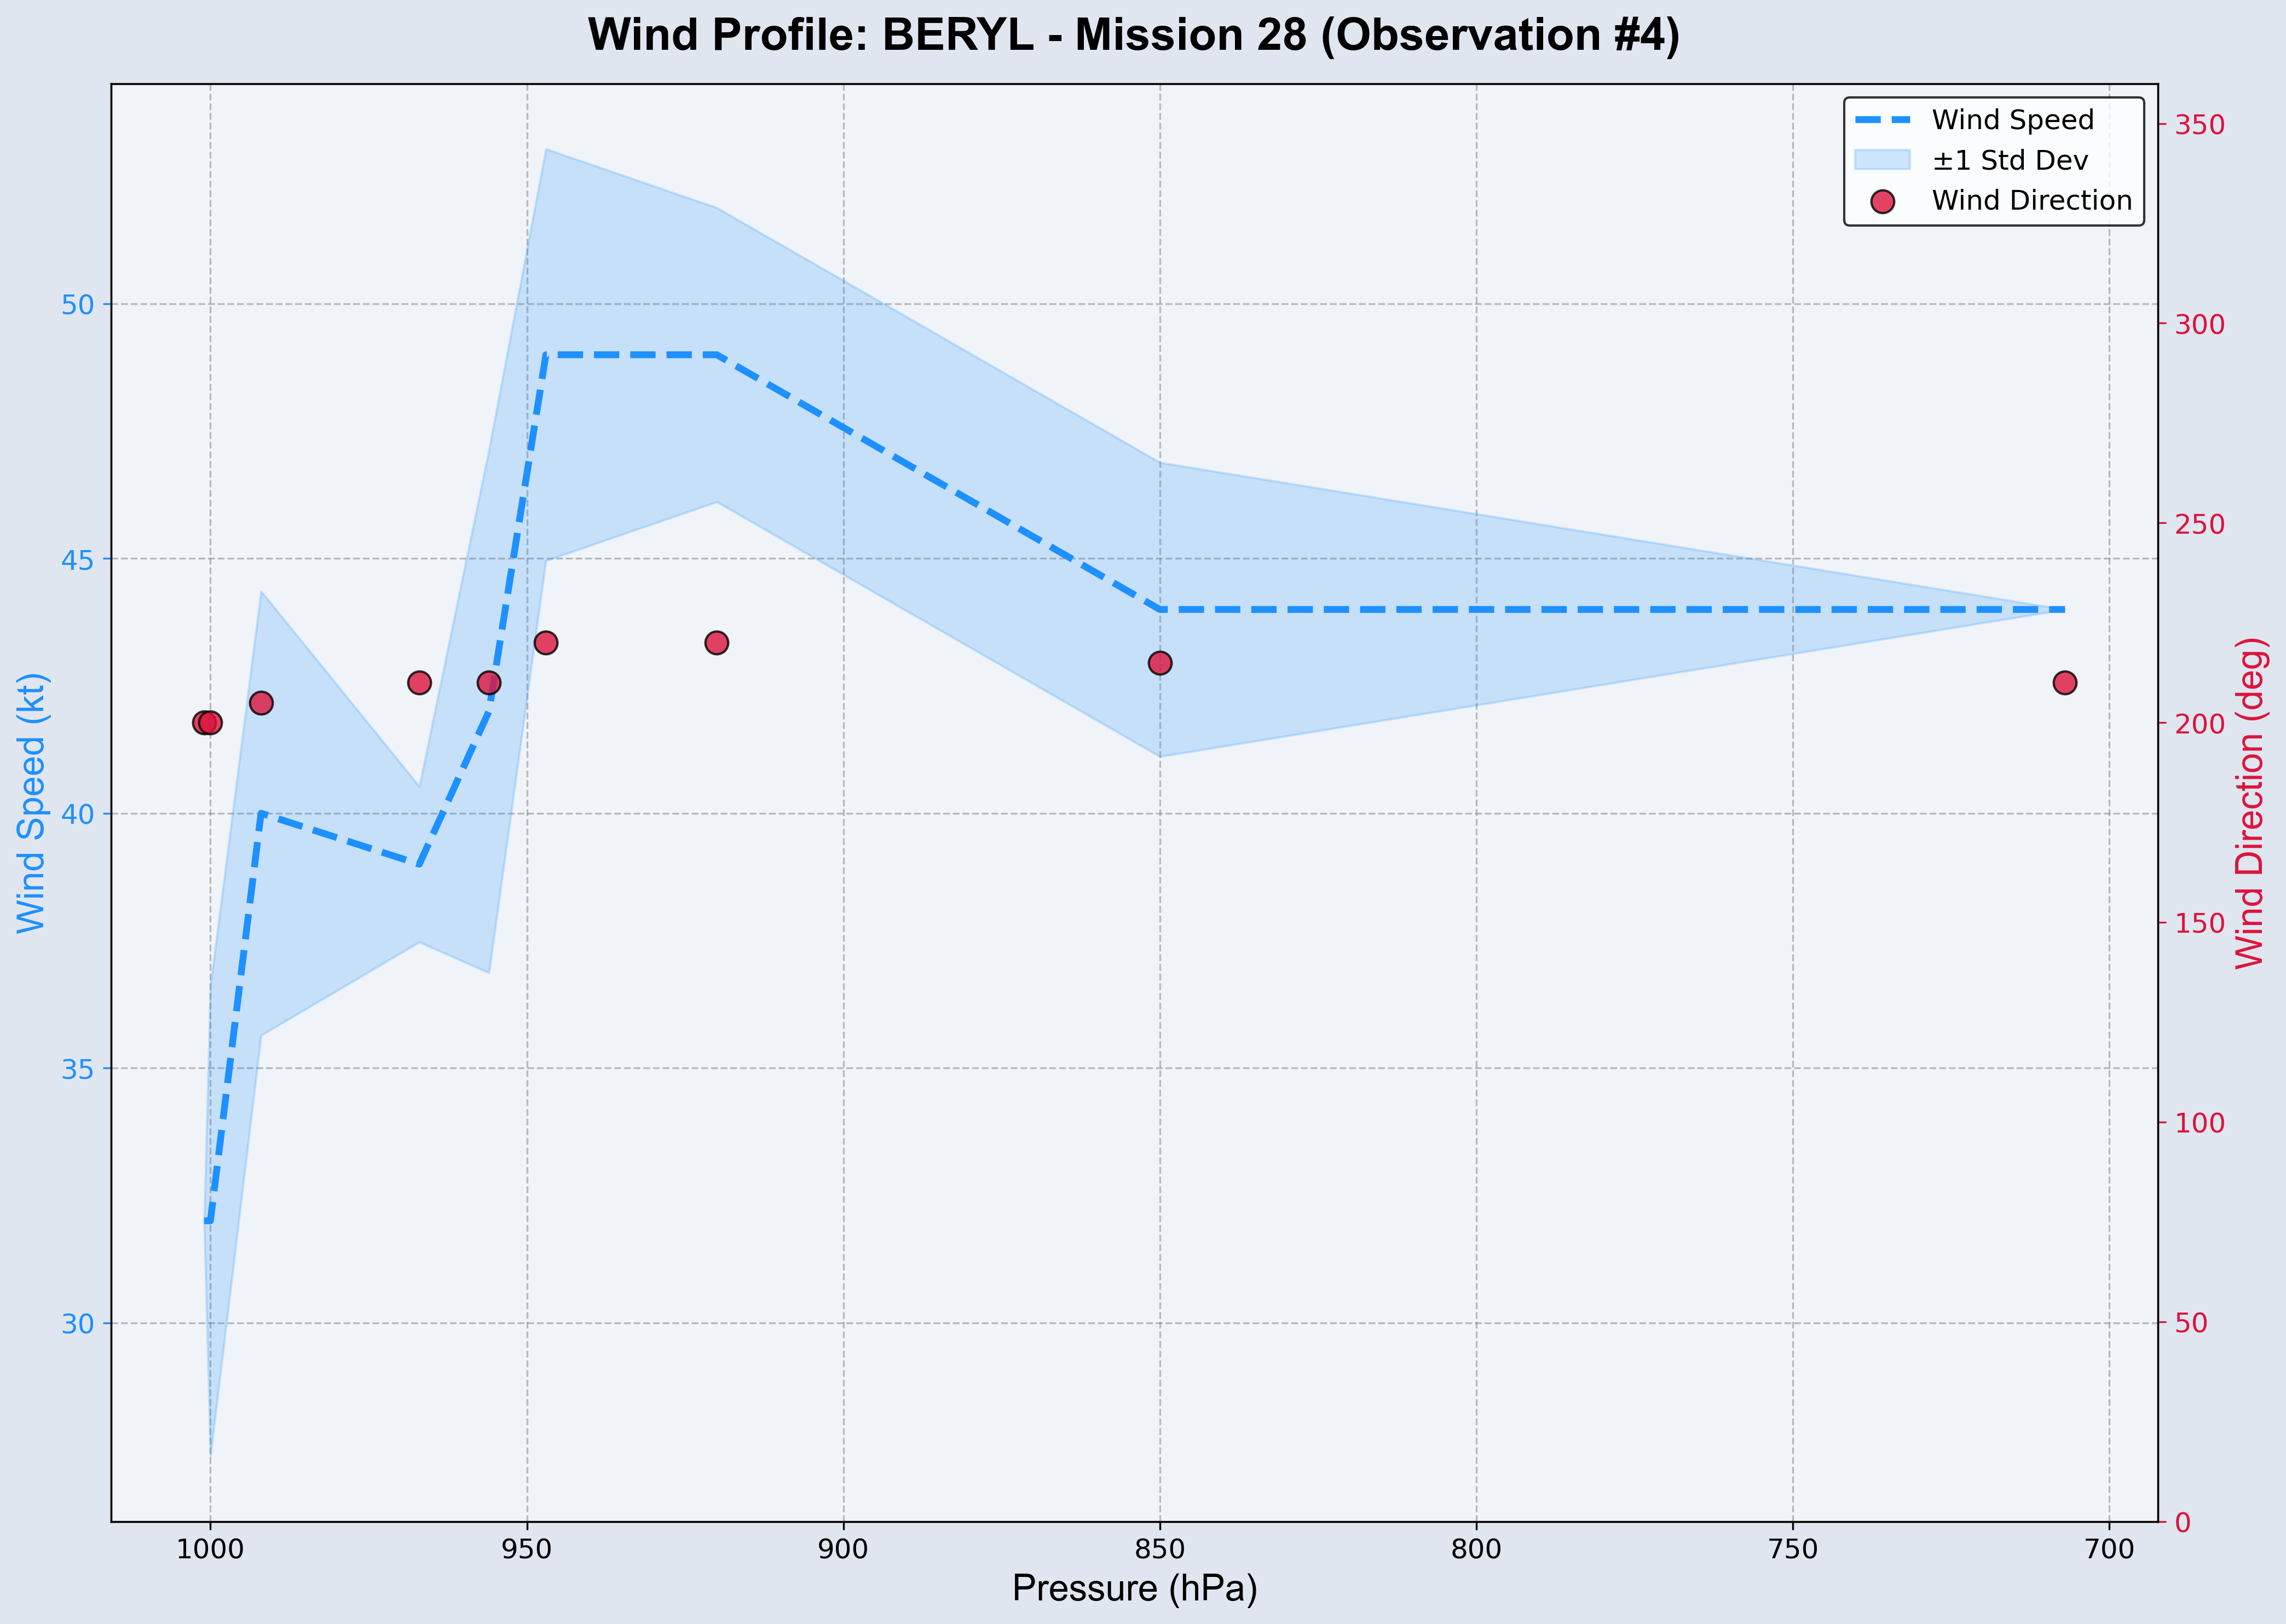 Wind Profile: BERYL - Mission 28 (Observation #4)
Wind Speed
±1 Std Dev
Wind Direction
Wind Speed (kt)
50
45
40
35
30
350
300
250
200
150
100
50
0
Wind Direction (deg)
1000
950
900
850
800
750
700
Pressure (hPa)